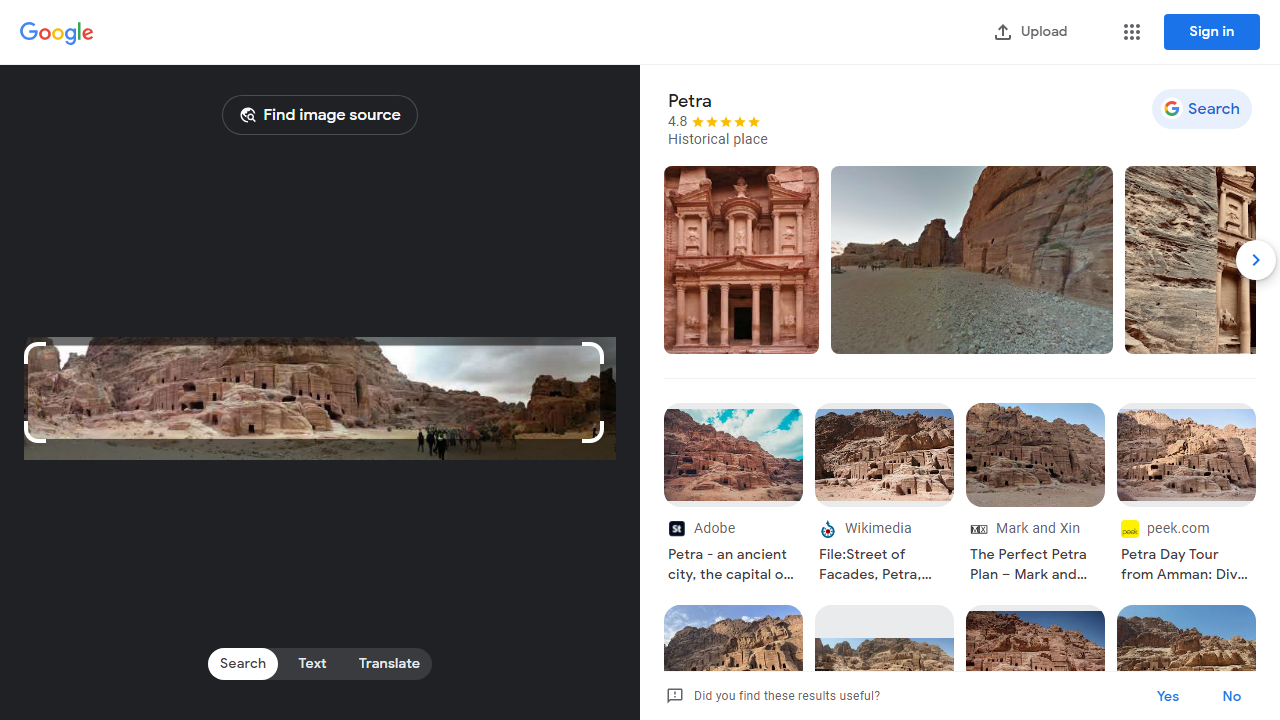 Google
Upload
Sign in
Find image source
Petra
4.8
Historical place
Search
Adobe
Petra - an ancient
city, the capital o...
Wikimedia
File:Street of
Facades, Petra,...
Mark and Xin
The Perfect Petra
Plan – Mark and...
peek.com
Petra Day Tour
from Amman: Div...
Search
Text
Translate
Did you find these results useful?
Yes
No